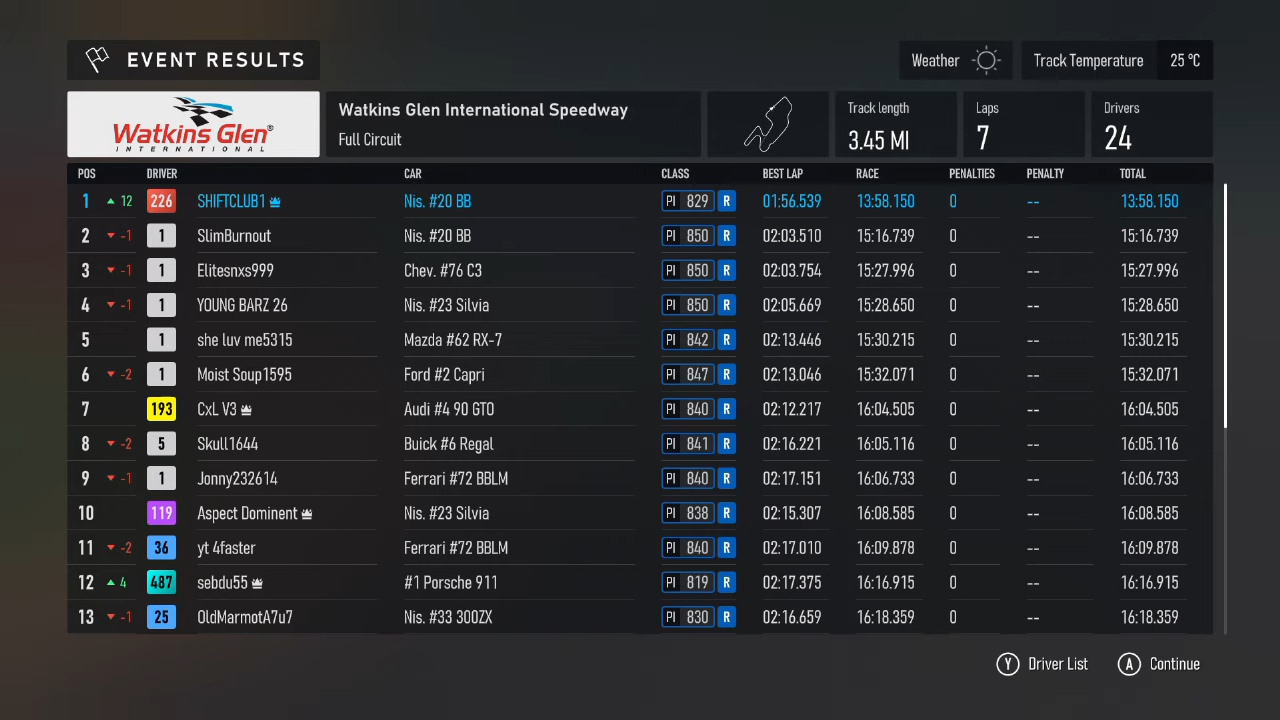 EVENT RESULTS
Weather
Track Temperature 25 °C
Watkins Glen®
INTERNATIONAL
Watkins Glen International Speedway
Full Circuit
Track length
3.45 MI
Laps
7
Drivers
24
POS DRIVER CAR CLASS BEST LAP RACE PENALTIES PENALTY TOTAL
1 12 226 SHIFTCLUB1 Nis. #20 BB PI 829 R 01:56.539 13:58.150 0 -- 13:58.150
2 -1 1 SlimBurnout Nis. #20 BB PI 850 R 02:03.510 15:16.739 0 -- 15:16.739
3 -1 1 Elitesnxs999 Chev. #76 C3 PI 850 R 02:03.754 15:27.996 0 -- 15:27.996
4 -1 1 YOUNG BARZ 26 Nis. #23 Silvia PI 850 R 02:05.669 15:28.650 0 -- 15:28.650
5 1 she luv me5315 Mazda #62 RX-7 PI 842 R 02:13.446 15:30.215 0 -- 15:30.215
6 -2 1 Moist Soup1595 Ford #2 Capri PI 847 R 02:13.046 15:32.071 0 -- 15:32.071
7 193 CxL V3 Audi #4 90 GTO PI 840 R 02:12.217 16:04.505 0 -- 16:04.505
8 -2 5 Skull1644 Buick #6 Regal PI 841 R 02:16.221 16:05.116 0 -- 16:05.116
9 -1 1 Jonny232614 Ferrari #72 BBLM PI 840 R 02:17.151 16:06.733 0 -- 16:06.733
10 119 Aspect Dominent Nis. #23 Silvia PI 838 R 02:15.307 16:08.585 0 -- 16:08.585
11 -2 36 yt 4faster Ferrari #72 BBLM PI 840 R 02:17.010 16:09.878 0 -- 16:09.878
12 4 487 sebdu55 #1 Porsche 911 PI 819 R 02:17.375 16:16.915 0 -- 16:16.915
13 -1 25 OldMarmotA7u7 Nis. #33 300ZX PI 830 R 02:16.659 16:18.359 0 -- 16:18.359
Y Driver List A Continue